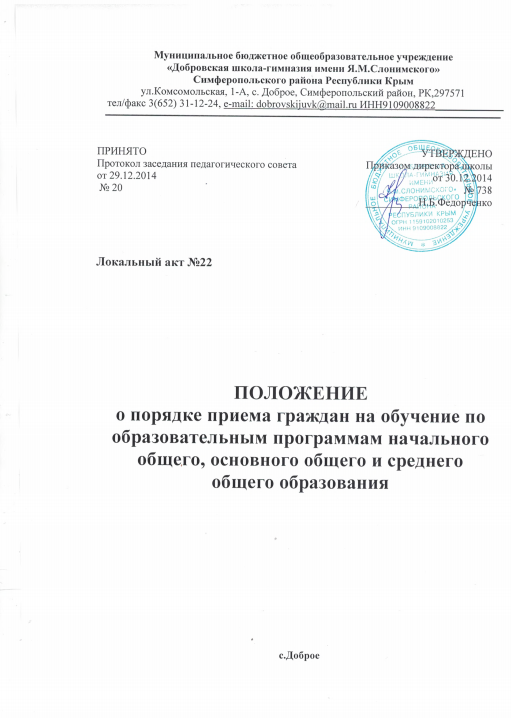 Муниципальное бюджетное общеобразовательное учреждение
«Добровская школа-гимназия имени Я.М.Слонимского»
Симферопольского района Республики Крым
ул.Комсомольская, 1-А, с. Доброе, Симферопольский район, РК,297571
тел/факс 3(652) 31-12-24, e-mail: dobrovskijuvk@mail.ru ИНН9109008822
ПРИНЯТО
Протокол заседания педагогического совета
от 29.12.2014
№ 20
УТВЕРЖДЕНО
Приказом директора школы
от 30.12.2014
№ 738
Н.Б.Федорченко
Локальный акт №22
ПОЛОЖЕНИЕ
о порядке приема граждан на обучение по
образовательным программам начального
общего, основного общего и среднего
общего образования
с.Доброе